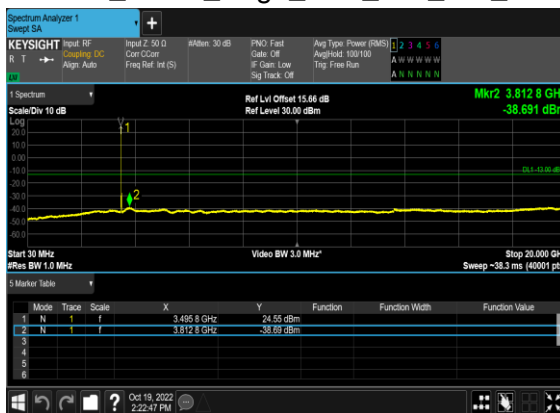 Spectrum Analyzer 1
Swept SA
KEYSIGHT
R T
LU
Input: RF
Coupling: DC
Align: Auto
Input Z: 50 Ω
Corr CCorr
Freq Ref: Int (S)
#Atten: 30 dB
PNO: Fast
Gate: Off
IF Gain: Low
Sig Track: Off
Avg Type: Power (RMS)
Avg|Hold: 100/100
Trig: Free Run
1 2 3 4 5 6
A W W W W W
A N N N N N
1 Spectrum
Scale/Div 10 dB
Ref Lvl Offset 15.66 dB
Ref Level 30.00 dBm
Mkr2 3.812 8 GH
-38.691 dBr
Log
20.0
10.0
0.00
-10.0
-20.0
-30.0
-40.0
-50.0
-60.0
1
2
DL1 -13.00 dB
Start 30 MHz
#Res BW 1.0 MHz
Video BW 3.0 MHz*
Stop 20.000 GH
Sweep ~38.3 ms (40001 pt
5 Marker Table
Mode Trace Scale X Y Function Function Width Function Value
1 N 1 f 3.495 8 GHz 24.55 dBm
2 N 1 f 3.812 8 GHz -38.69 dBm
3
4
5
6
?
Oct 19, 2022
2:22:47 PM